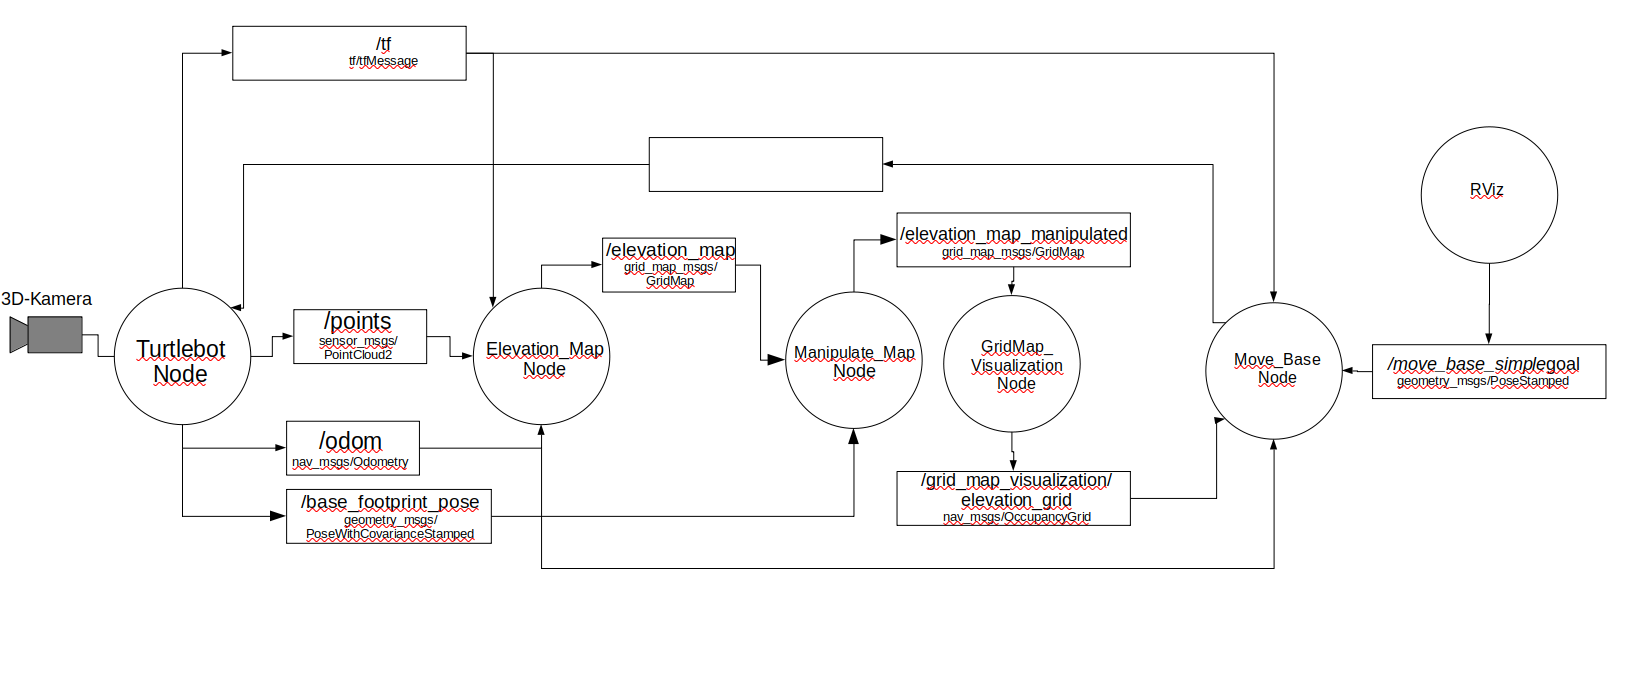 /tf
tf/tfMessage
/elevation_map_manipulated
grid_map_msgs/GridMap
RViz
/elevation_map
grid_map_msgs/
GridMap
3D-Kamera
/points
sensor_msgs/
PointCloud2
Turtlebot
Node
Elevation_Map
Node
Manipulate_Map
Node
GridMap_
Visualization
Node
Move_Base
Node
/move_base_simplegoal
geometry_msgs/PoseStamped
/odom
nav_msgs/Odometry
/base_footprint_pose
geometry_msgs/
PoseWithCovarianceStamped
/grid_map_visualization/
elevation_grid
nav_msgs/OccupancyGrid